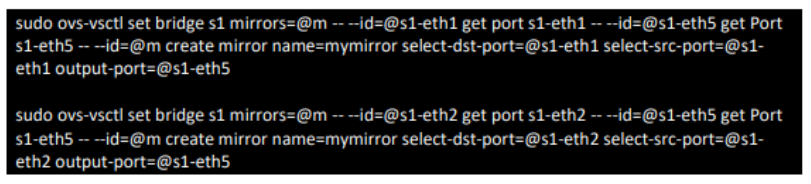 sudo ovs-vsctl set bridge s1 mirrors=@m -- --id=@s1-eth1 get port s1-eth1 -- --id=@s1-eth5 get Port
s1-eth5 -- --id=@m create mirror name=mymirror select-dst-port=@s1-eth1 select-src-port=@s1-
eth1 output-port=@s1-eth5
sudo ovs-vsctl set bridge s1 mirrors=@m -- --id=@s1-eth2 get port s1-eth2 -- --id=@s1-eth5 get Port
s1-eth5 -- --id=@m create mirror name=mymirror select-dst-port=@s1-eth2 select-src-port=@s1-
eth2 output-port=@s1-eth5